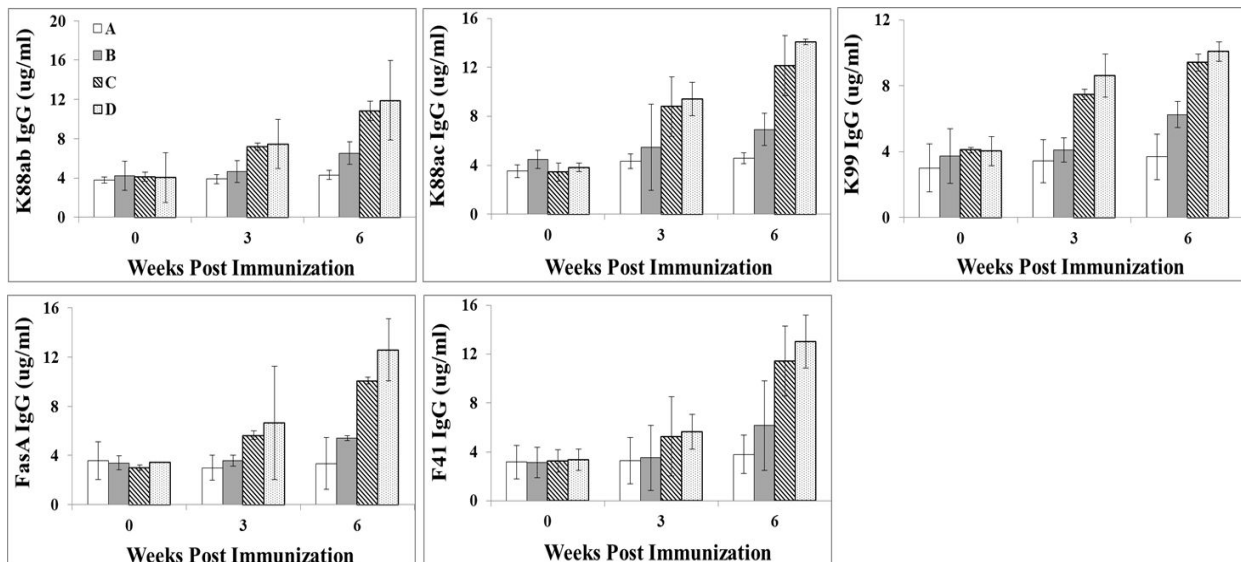 K88ab IgG (ug/ml)
20
16
12
8
4
0
A
B
C
D
0 3 6
Weeks Post Immunization
K88ac IgG (ug/ml)
16
12
8
4
0
0 3 6
Weeks Post Immunization
K99 IgG (ug/ml)
12
8
4
0
0 3 6
Weeks Post Immunization
FasA IgG (ug/ml)
16
12
8
4
0
0 3 6
Weeks Post Immunization
F41 IgG (ug/ml)
16
12
8
4
0
0 3 6
Weeks Post Immunization